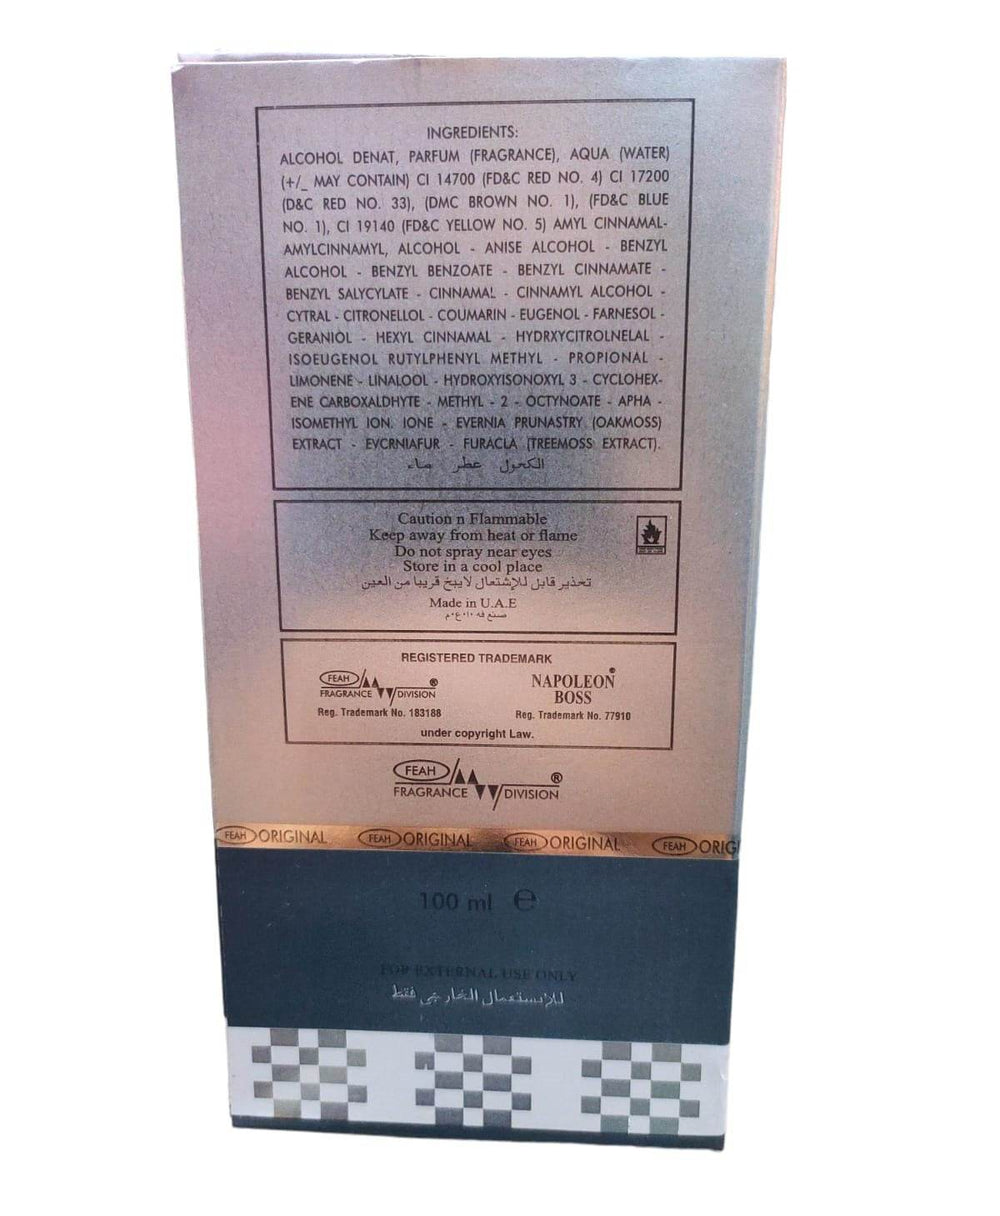 INGREDIENTS:
ALCOHOL DENAT, PARFUM (FRAGRANCE), AQUA (WATER)
(+/_ MAY CONTAIN) CI 14700 (FD&C RED NO. 4) CI 17200
(D&C RED NO. 33), (DMC BROWN NO. 1), (FD&C BLUE
NO. 1), CI 19140 (FD&C YELLOW NO. 5) AMYL CINNAMAL-
AMYLCINNAMYL, ALCOHOL - ANISE ALCOHOL - BENZYL
ALCOHOL - BENZYL BENZOATE - BENZYL CINNAMATE -
BENZYL SALYCYLATE - CINNAMAL - CINNAMYL ALCOHOL -
CYTRAL - CITRONELLOL - COUMARIN - EUGENOL - FARNESOL -
GERANIOL - HEXYL CINNAMAL - HYDRXYCITROLNELAL -
ISOEUGENOL RUTYLPHENYL METHYL - PROPIONAL -
LIMONENE - LINALOOL - HYDROXYISONOXYL 3 - CYCLOHEX-
ENE CARBOXALDHYTE - METHYL - 2 - OCTYNOATE - APHA -
ISOMETHYL ION. IONE - EVERNIA PRUNASTRY (OAKMOSS)
EXTRACT - EVCRNIAFUR - FURACLA (TREEMOSS EXTRACT).
الكحول عطر ماء
Caution n Flammable
Keep away from heat or flame
Do not spray near eyes
Store in a cool place
تحذير قابل للإشتعال لايبخ قريبا من العين
Made in U.A.E
REGISTERED TRADEMARK
FEAH ®
FRAGRANCE DIVISION
Reg. Trademark No. 183188
NAPOLEON®
BOSS
Reg. Trademark No. 77910
under copyright Law.
FEAH ®
FRAGRANCE DIVISION
FEAH ORIGINAL FEAH ORIGINAL FEAH ORIGINAL FEAH ORIG
100 ml ℮
FOR EXTERNAL USE ONLY
للإستعمال الخارجي فقط